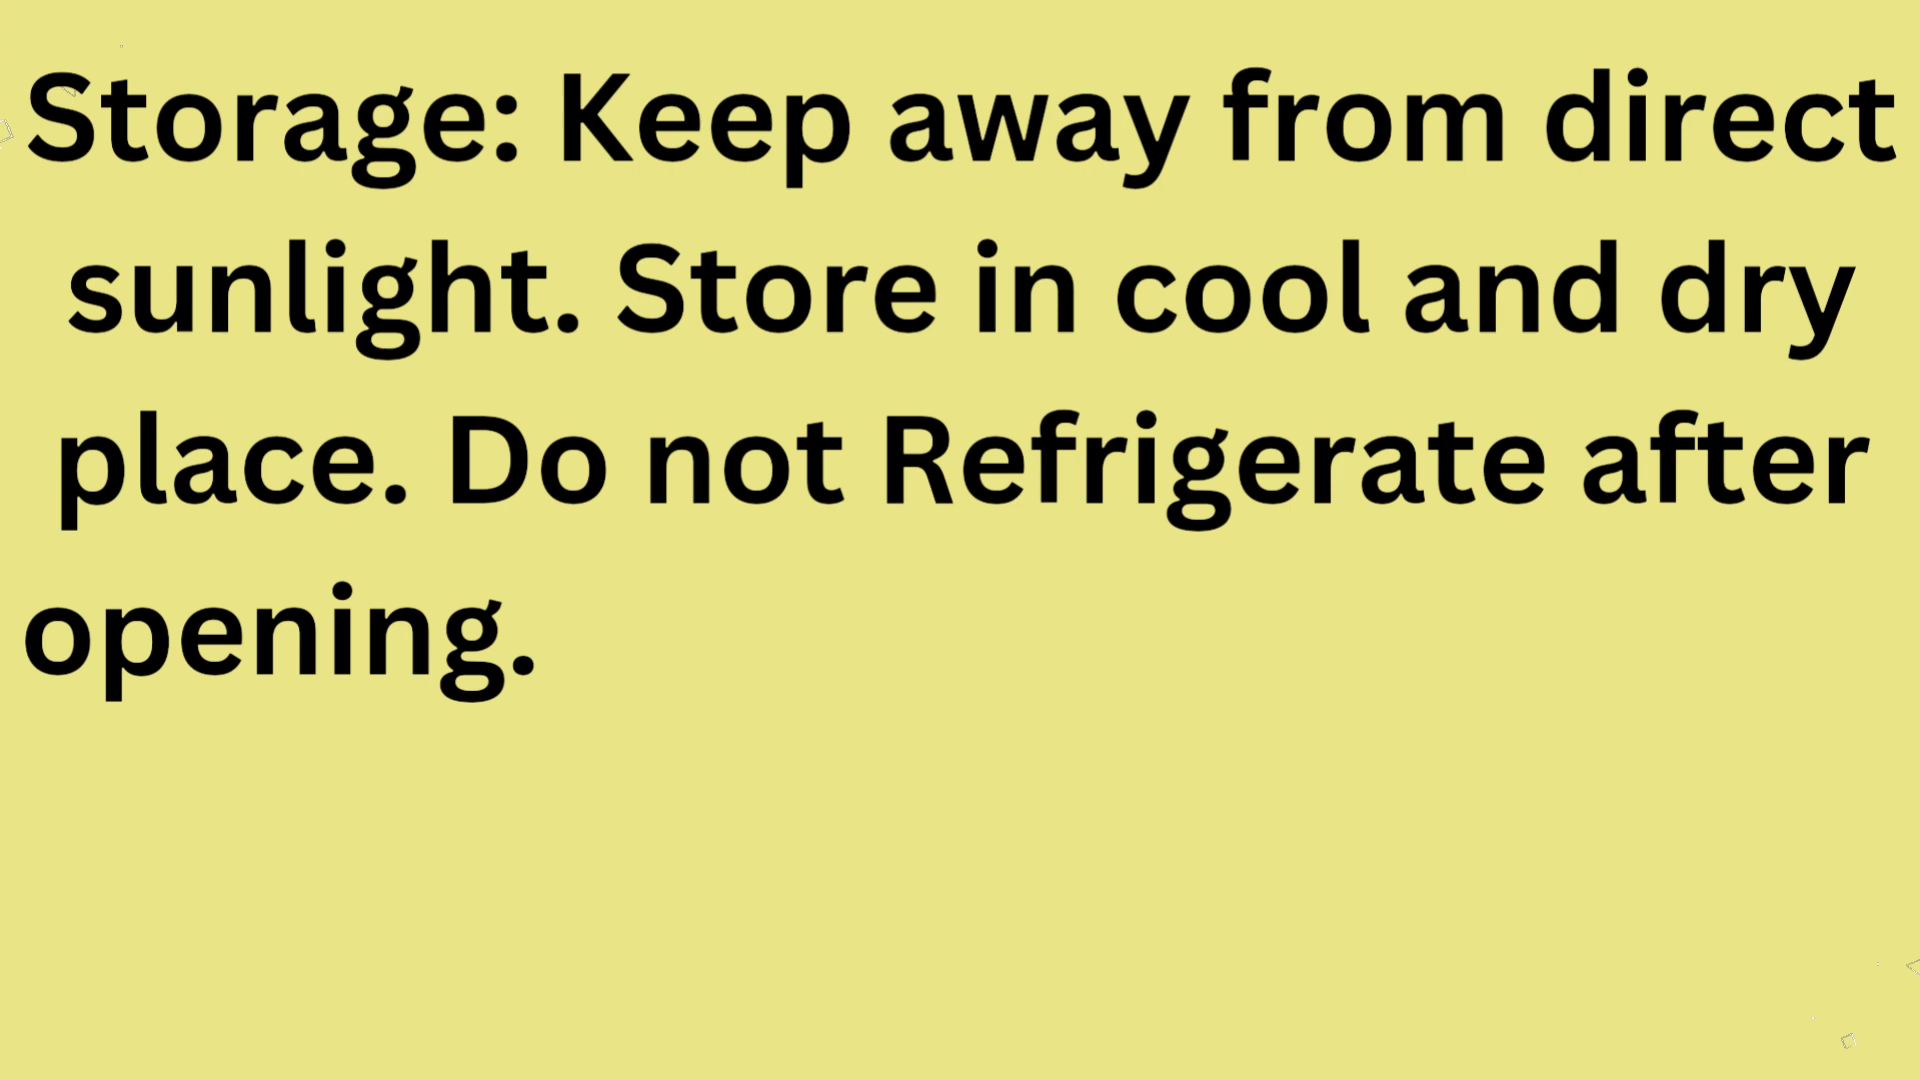 Storage: Keep away from direct
sunlight. Store in cool and dry
place. Do not Refrigerate after
opening.